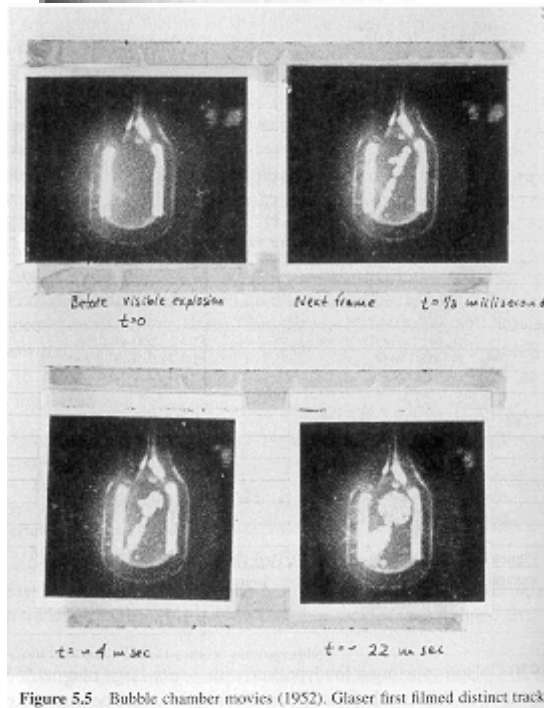 Before visible explosion
t=0
Next frame t=1/3 millisecond
t= ~ 4 msec
t= ~ 22 msec
Figure 5.5 Bubble chamber movies (1952). Glaser first filmed distinct track